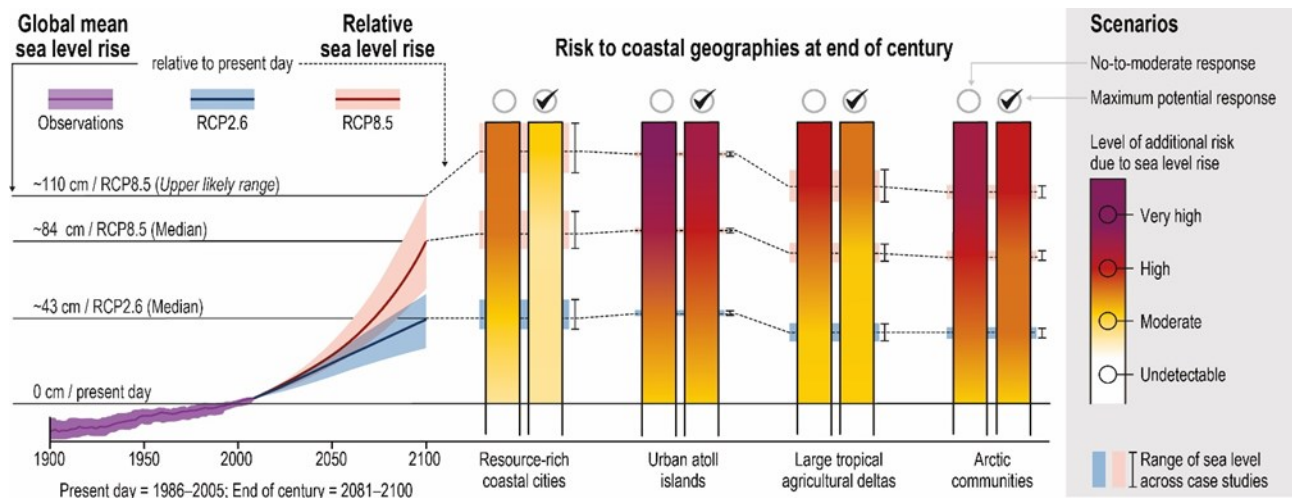 Global mean
sea level rise
Relative
sea level rise
relative to present day
Observations
RCP2.6
RCP8.5
~110 cm / RCP8.5 (Upper likely range)
~84 cm / RCP8.5 (Median)
~43 cm / RCP2.6 (Median)
0 cm / present day
1900
1950
2000
2050
2100
Present day = 1986–2005; End of century = 2081–2100
Risk to coastal geographies at end of century
Resource-rich
coastal cities
Urban atoll
islands
Large tropical
agricultural deltas
Arctic
communities
Scenarios
No-to-moderate response
Maximum potential response
Level of additional risk
due to sea level rise
Very high
High
Moderate
Undetectable
Range of sea level
across case studies